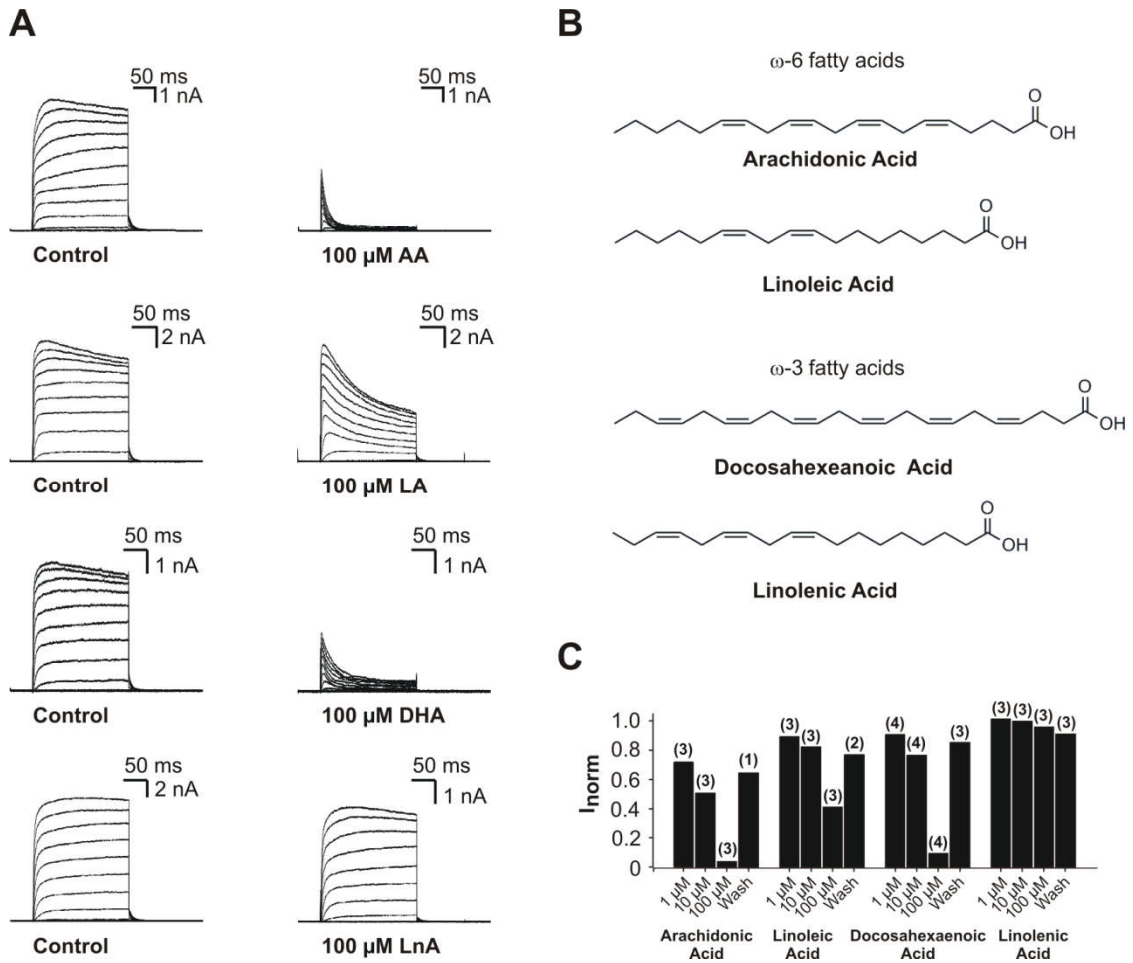 A
50 ms
1 nA
50 ms
1 nA
Control
100 µM AA
50 ms
2 nA
50 ms
2 nA
Control
100 µM LA
50 ms
1 nA
50 ms
1 nA
Control
100 µM DHA
50 ms
2 nA
50 ms
1 nA
Control
100 µM LnA
B
ω-6 fatty acids
O
OH
Arachidonic Acid
O
OH
Linoleic Acid
ω-3 fatty acids
O
OH
Docosahexeanoic Acid
O
OH
Linolenic Acid
C
Inorm
1.0
0.8
0.6
0.4
0.2
0
(3) (3) (3) (1)
(3) (3) (3) (2)
(4) (4) (4) (3)
(3) (3) (3) (3)
1 µM 10 µM 100 µM Wash
1 µM 10 µM 100 µM Wash
1 µM 10 µM 100 µM Wash
1 µM 10 µM 100 µM Wash
Arachidonic
Acid
Linoleic
Acid
Docosahexaenoic
Acid
Linolenic
Acid